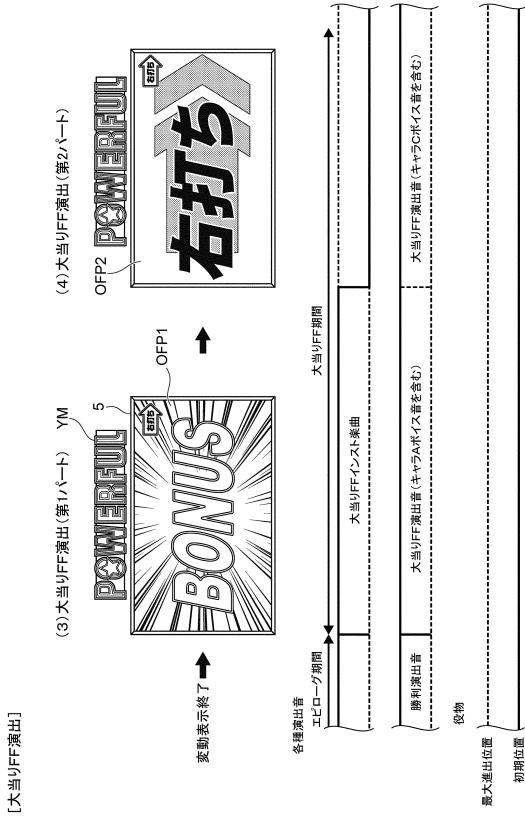 [大当りFF演出]
(3)大当りFF演出(第1パート)
YM
POWERFUL
5
右打ち
BONUS
OFP1
変動表示終了
(4)大当りFF演出(第2パート)
OFP2
POWERFUL
右打ち
右打ち
各種演出音
エピローグ期間
大当りFF期間
大当りFFインスト楽曲
勝利演出音
大当りFF演出音(キャラAボイス音を含む)
大当りFF演出音(キャラCボイス音を含む)
役物
最大進出位置
初期位置